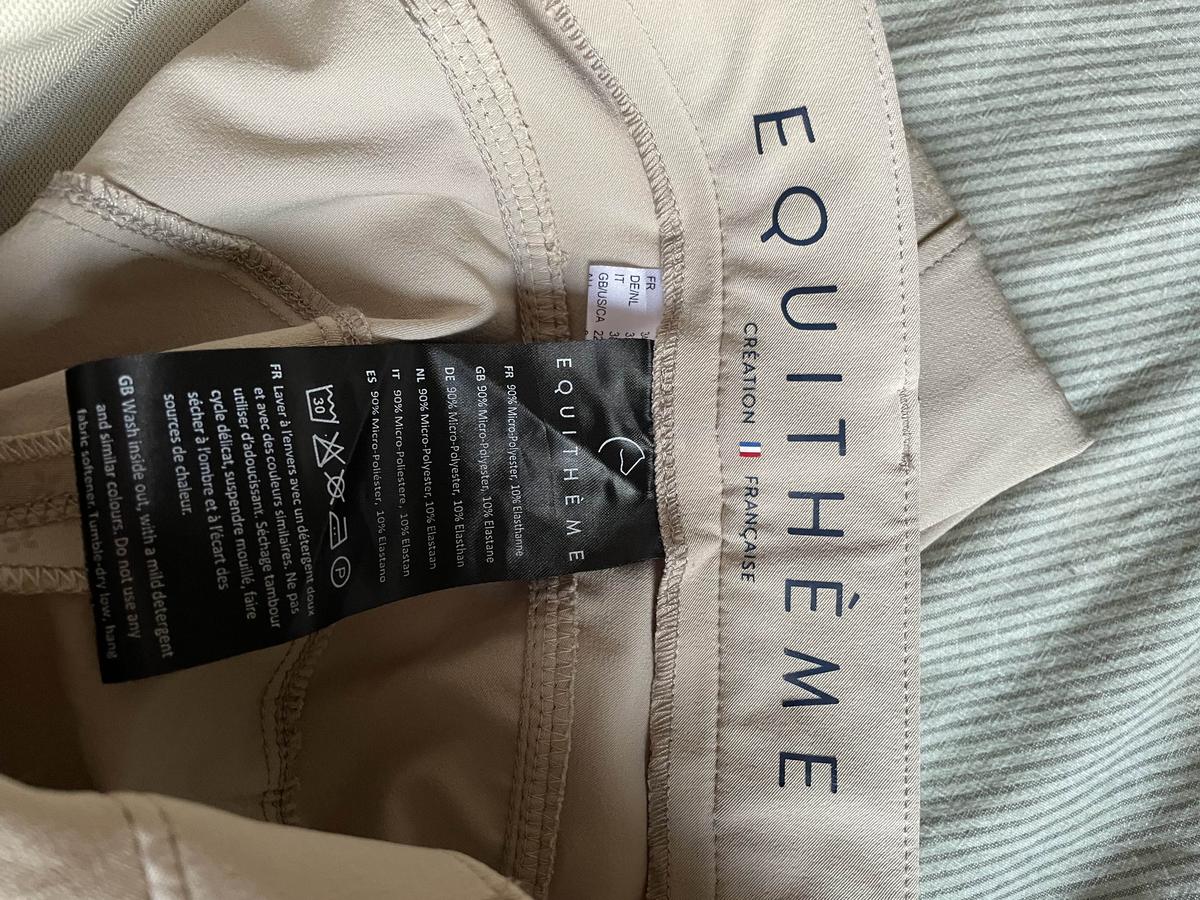 EQUITHÈME
CRÉATION FRANÇAISE
FR
DE/NL
IT
GB/US/CA
EQUITHÈME
FR 90% Micro-Polyester, 10% Elasthanne
GB 90% Micro-Polyester, 10% Elastane
DE 90% Micro-Polyester, 10% Elasthan
NL 90% Micro-Polyester, 10% Elastaan
IT 90% Micro-Poliestere, 10% Elastan
ES 90% Micro-Poliéster, 10% Elastano
30 P
FR Laver à l'envers avec un détergent doux
et avec des couleurs similaires. Ne pas
utiliser d'adoucissant. Séchage tambour
cycle délicat, suspendre mouillé, faire
sécher à l'ombre et à l'écart des
sources de chaleur.
GB Wash inside out, with a mild detergent
and similar colours. Do not use any
fabric softener. Tumble-dry low, hang